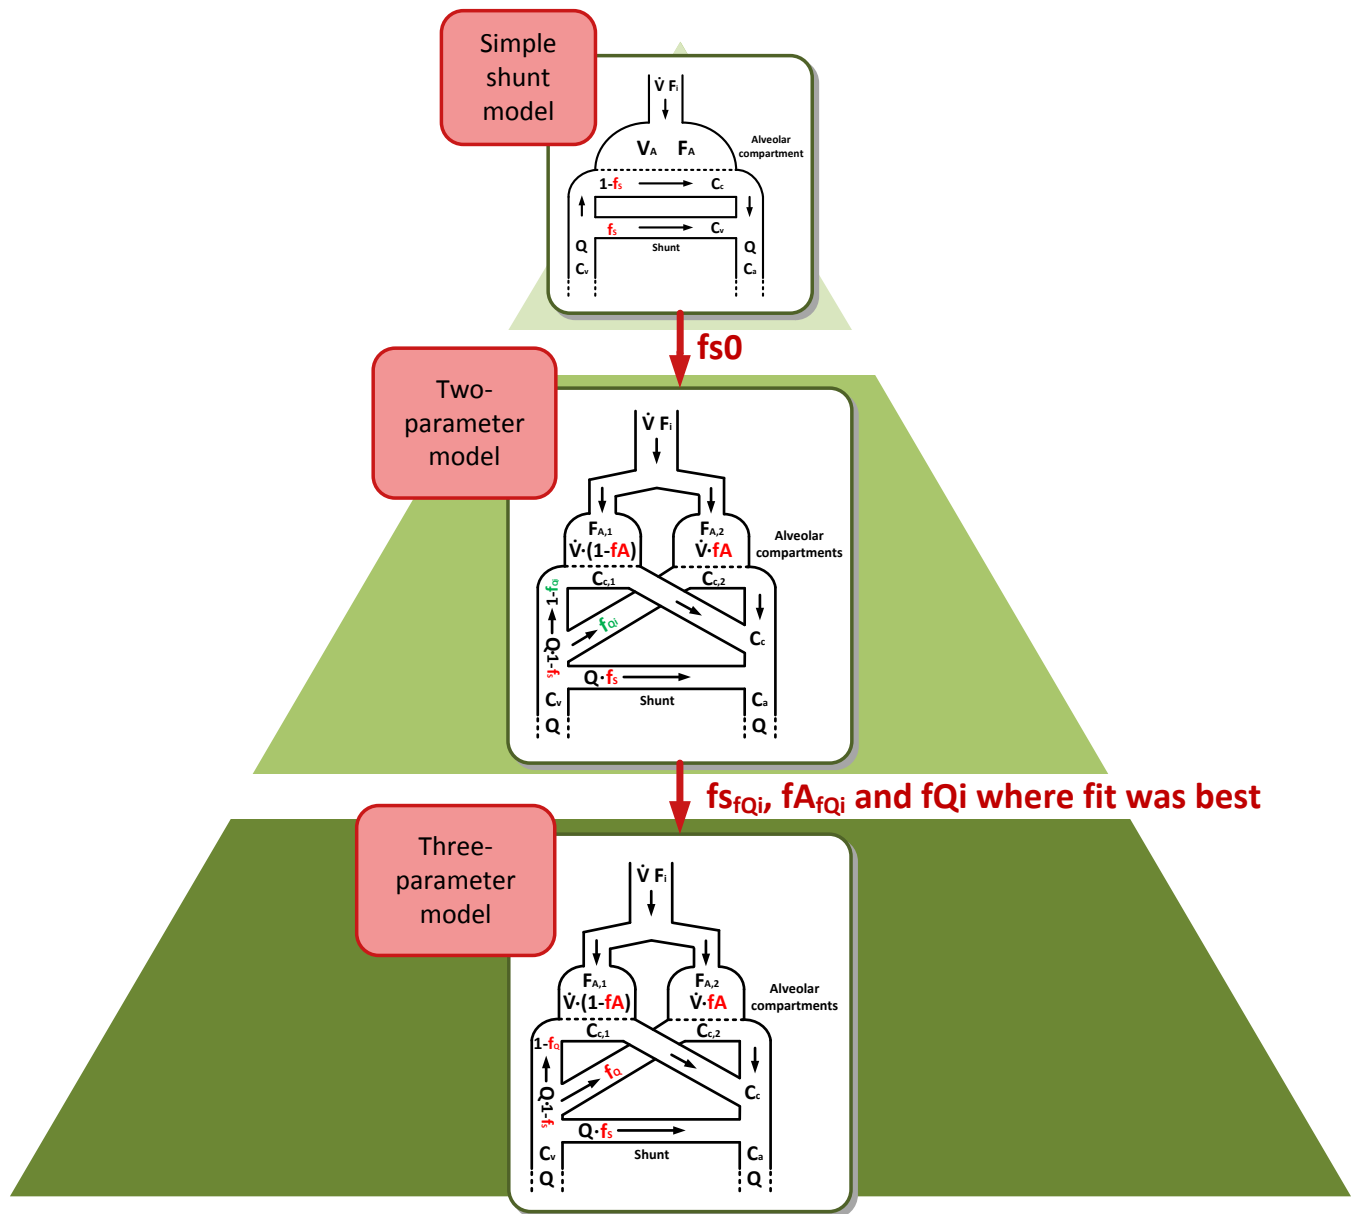 Simple
shunt
model
V̇ Fi
VA FA
Alveolar
compartment
1-fs Cc
fs Cv
Shunt
Q Q
Cv Ca
fs0
Two-
parameter
model
V̇ Fi
FA,1 FA,2
V̇·(1-fA) V̇·fA
Alveolar
compartments
Cc,1 Cc,2
1-fQi
fQi
Q·1-fs
Cc
Q·fs
Shunt
Cv Ca
Q Q
fsfQi, fAfQi and fQi where fit was best
Three-
parameter
model
V̇ Fi
FA,1 FA,2
V̇·(1-fA) V̇·fA
Alveolar
compartments
Cc,1 Cc,2
1-fQ
fQ
Q·1-fs
Cc
Q·fs
Shunt
Cv Ca
Q Q